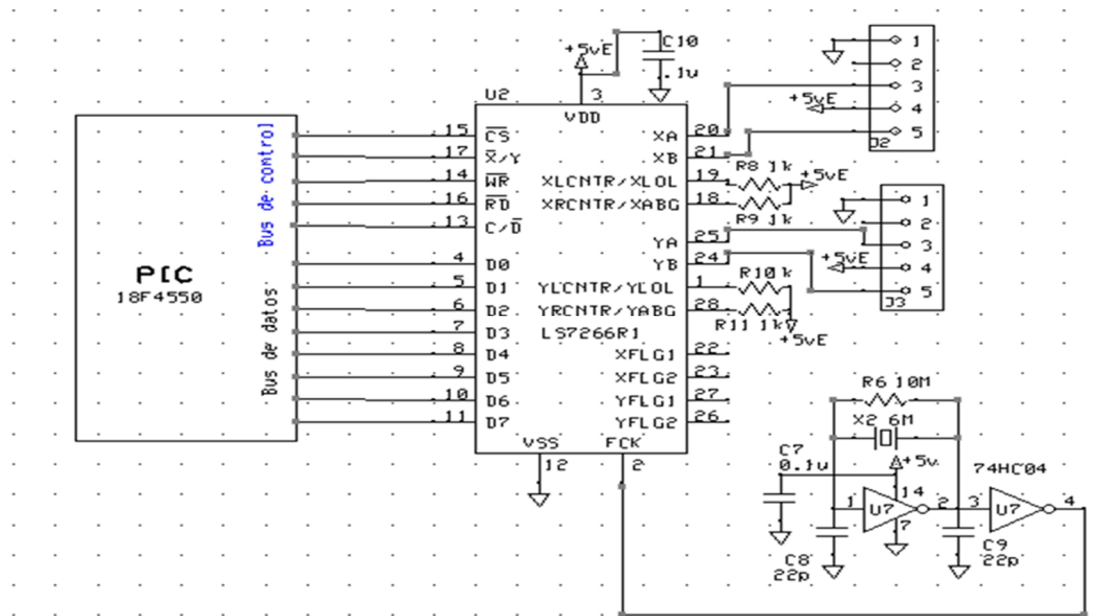 +5vE
C10
.1u
U2
3
VDD
1
2
3
4
5
+5vE
J2
Bus de control
Bus de datos
PIC
18F4550
15
17
14
16
13
4
5
6
7
8
9
10
11
CS
X/Y
WR
RD
C/D
D0
D1
D2
D3
D4
D5
D6
D7
XA
XB
XLCNTR/XLOL
XRCNTR/XABG
YA
YB
YLCNTR/YLOL
YRCNTR/YABG
LS7266R1
XFLG1
XFLG2
YFLG1
YFLG2
20
21
19
18
25
24
1
28
22
23
27
26
R8 1k
+5vE
R9 1k
R10 k
R11 1k
+5vE
1
2
3
4
5
+5vE
J3
VSS
FCK
12
2
R6 10M
X2 6M
C7
0.1u
+5v
74HC04
14
1
U7
2
7
3
U7
4
C8
22p
C9
22p